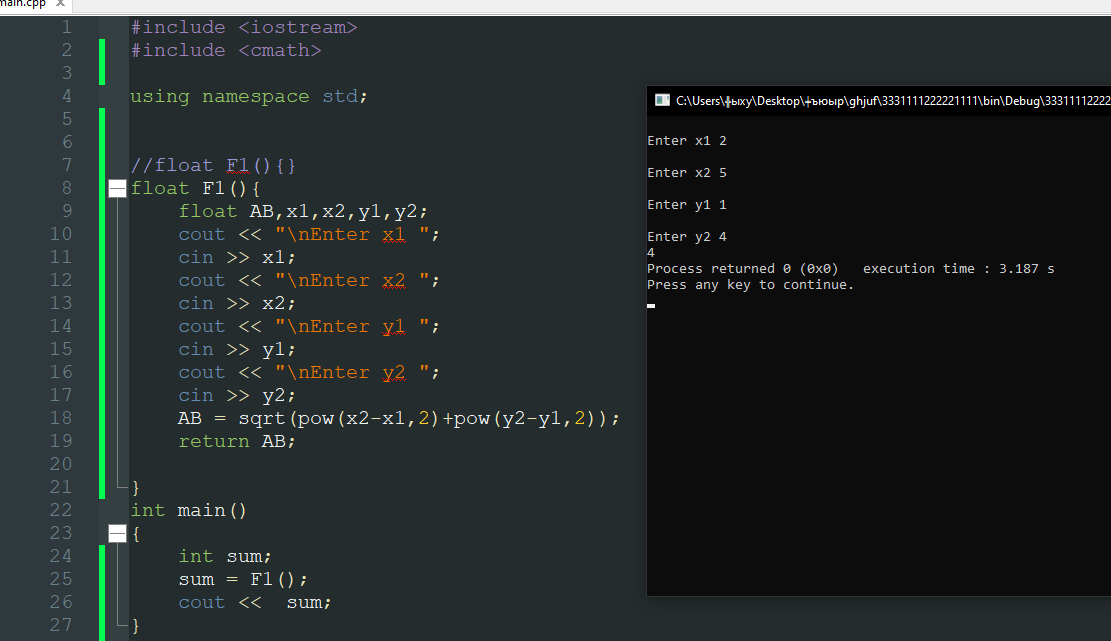 main.cpp x
1 #include <iostream>
2 #include <cmath>
3
4 using namespace std;
5
6
7 //float F1(){}
8 float F1(){
9 float AB,x1,x2,y1,y2;
10 cout << "\nEnter x1 ";
11 cin >> x1;
12 cout << "\nEnter x2 ";
13 cin >> x2;
14 cout << "\nEnter y1 ";
15 cin >> y1;
16 cout << "\nEnter y2 ";
17 cin >> y2;
18 AB = sqrt(pow(x2-x1,2)+pow(y2-y1,2));
19 return AB;
20
21 }
22 int main()
23 {
24 int sum;
25 sum = F1();
26 cout << sum;
27 }
C:\Users\╬ыху\Desktop\╪ъюыр\ghjuf\3331111222221111\bin\Debug\33311112222
Enter x1 2
Enter x2 5
Enter y1 1
Enter y2 4
4
Process returned 0 (0x0) execution time : 3.187 s
Press any key to continue.